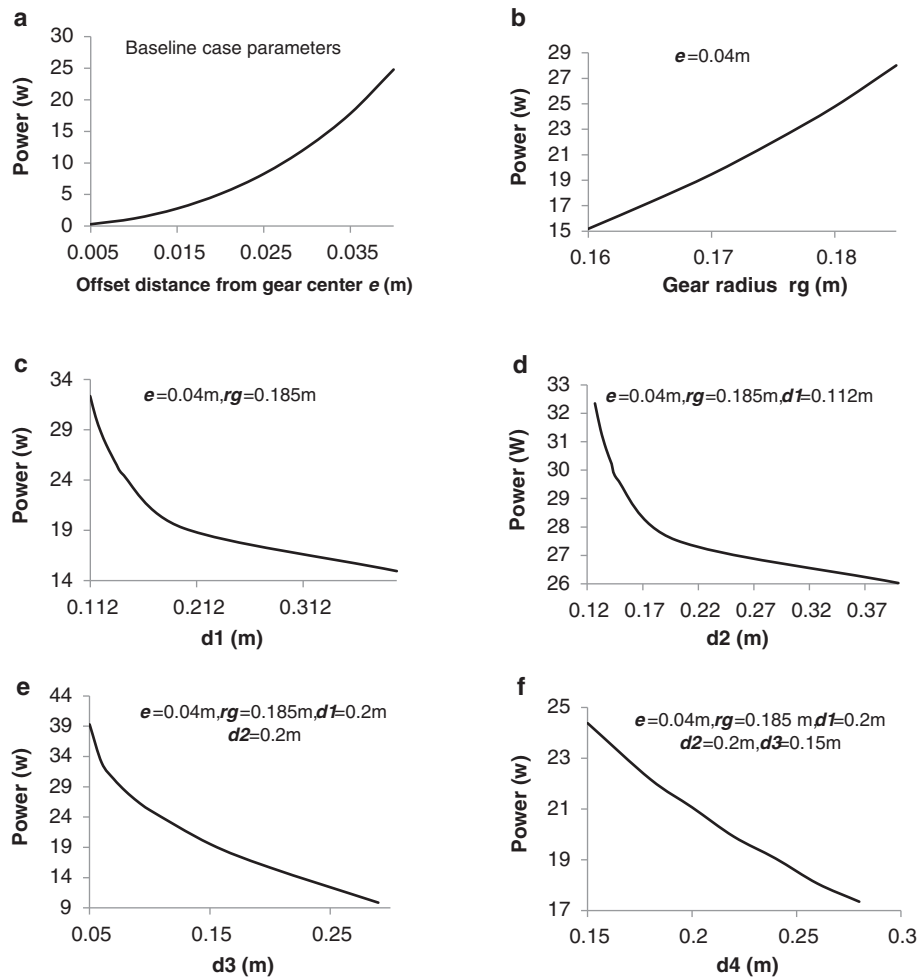 a
30
25
20
15
10
5
0
Power (w)
Baseline case parameters
0.005 0.015 0.025 0.035
Offset distance from gear center e (m)
b
29
27
25
23
21
19
17
15
Power (w)
e=0.04m
0.16 0.17 0.18
Gear radius rg (m)
c
34
29
24
19
14
Power (w)
e=0.04m,rg=0.185m
0.112 0.212 0.312
d1 (m)
d
33
32
31
30
29
28
27
26
Power (W)
e=0.04m,rg=0.185m,d1=0.112m
0.12 0.17 0.22 0.27 0.32 0.37
d2 (m)
e
44
39
34
29
24
19
14
9
Power (w)
e=0.04m,rg=0.185m,d1=0.2m
d2=0.2m
0.05 0.15 0.25
d3 (m)
f
25
23
21
19
17
Power (w)
e=0.04m,rg=0.185 m,d1=0.2m
d2=0.2m,d3=0.15m
0.15 0.2 0.25 0.3
d4 (m)